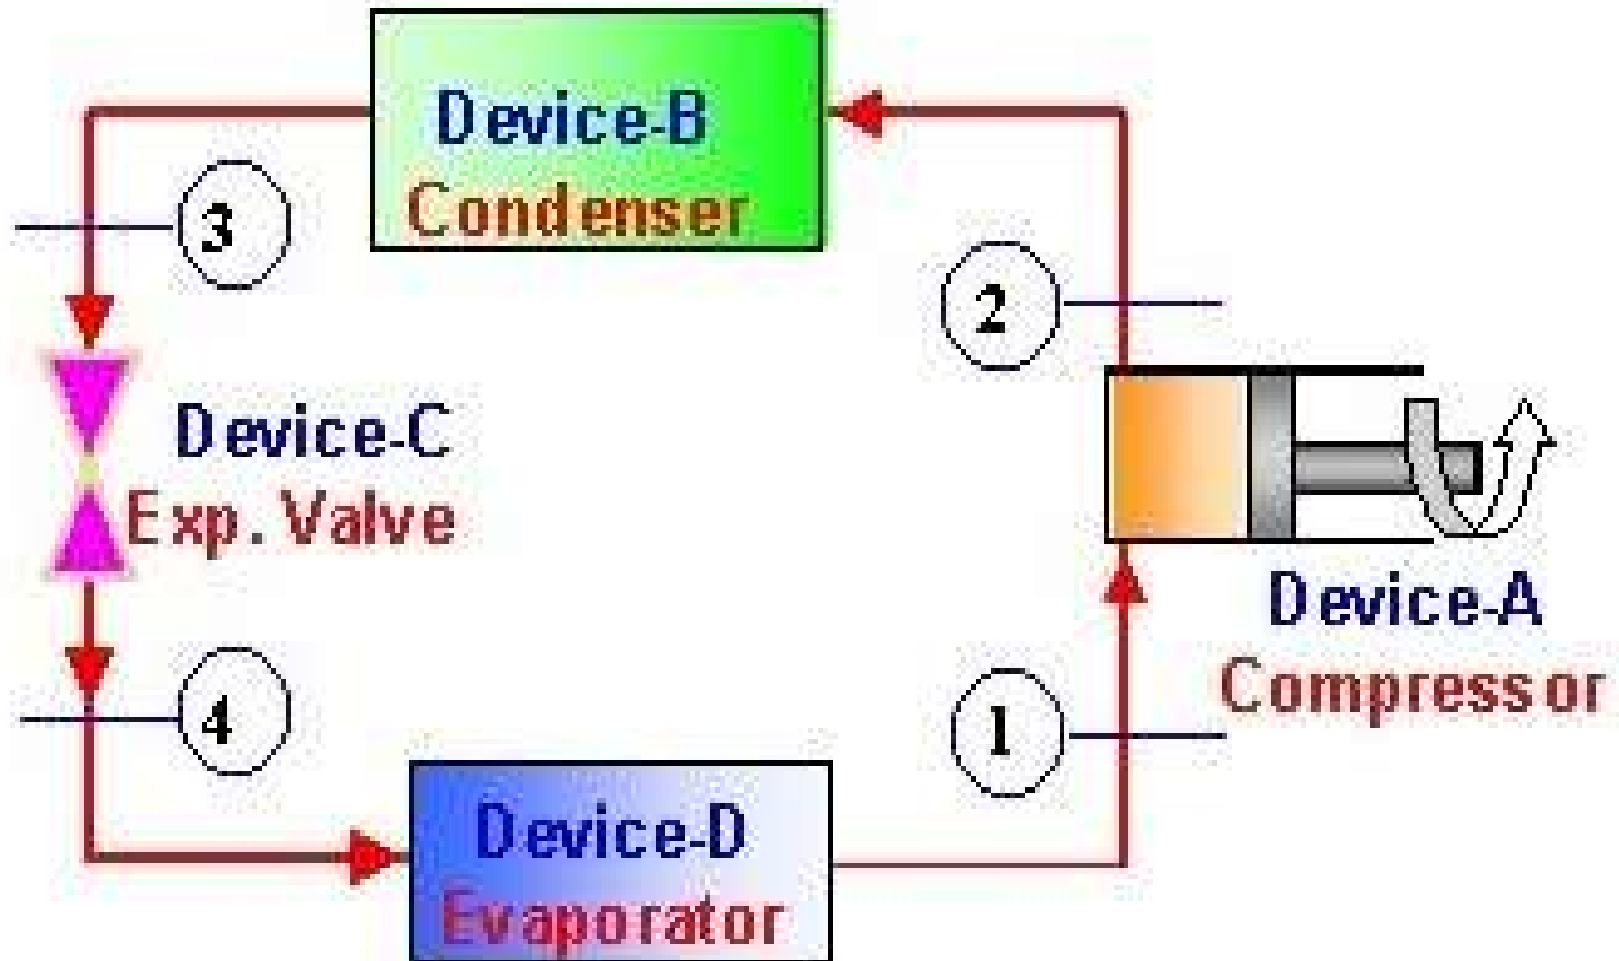 Device-B
Condenser
3
2
Device-C
Exp. Valve
Device-A
Compressor
4
1
Device-D
Evaporator